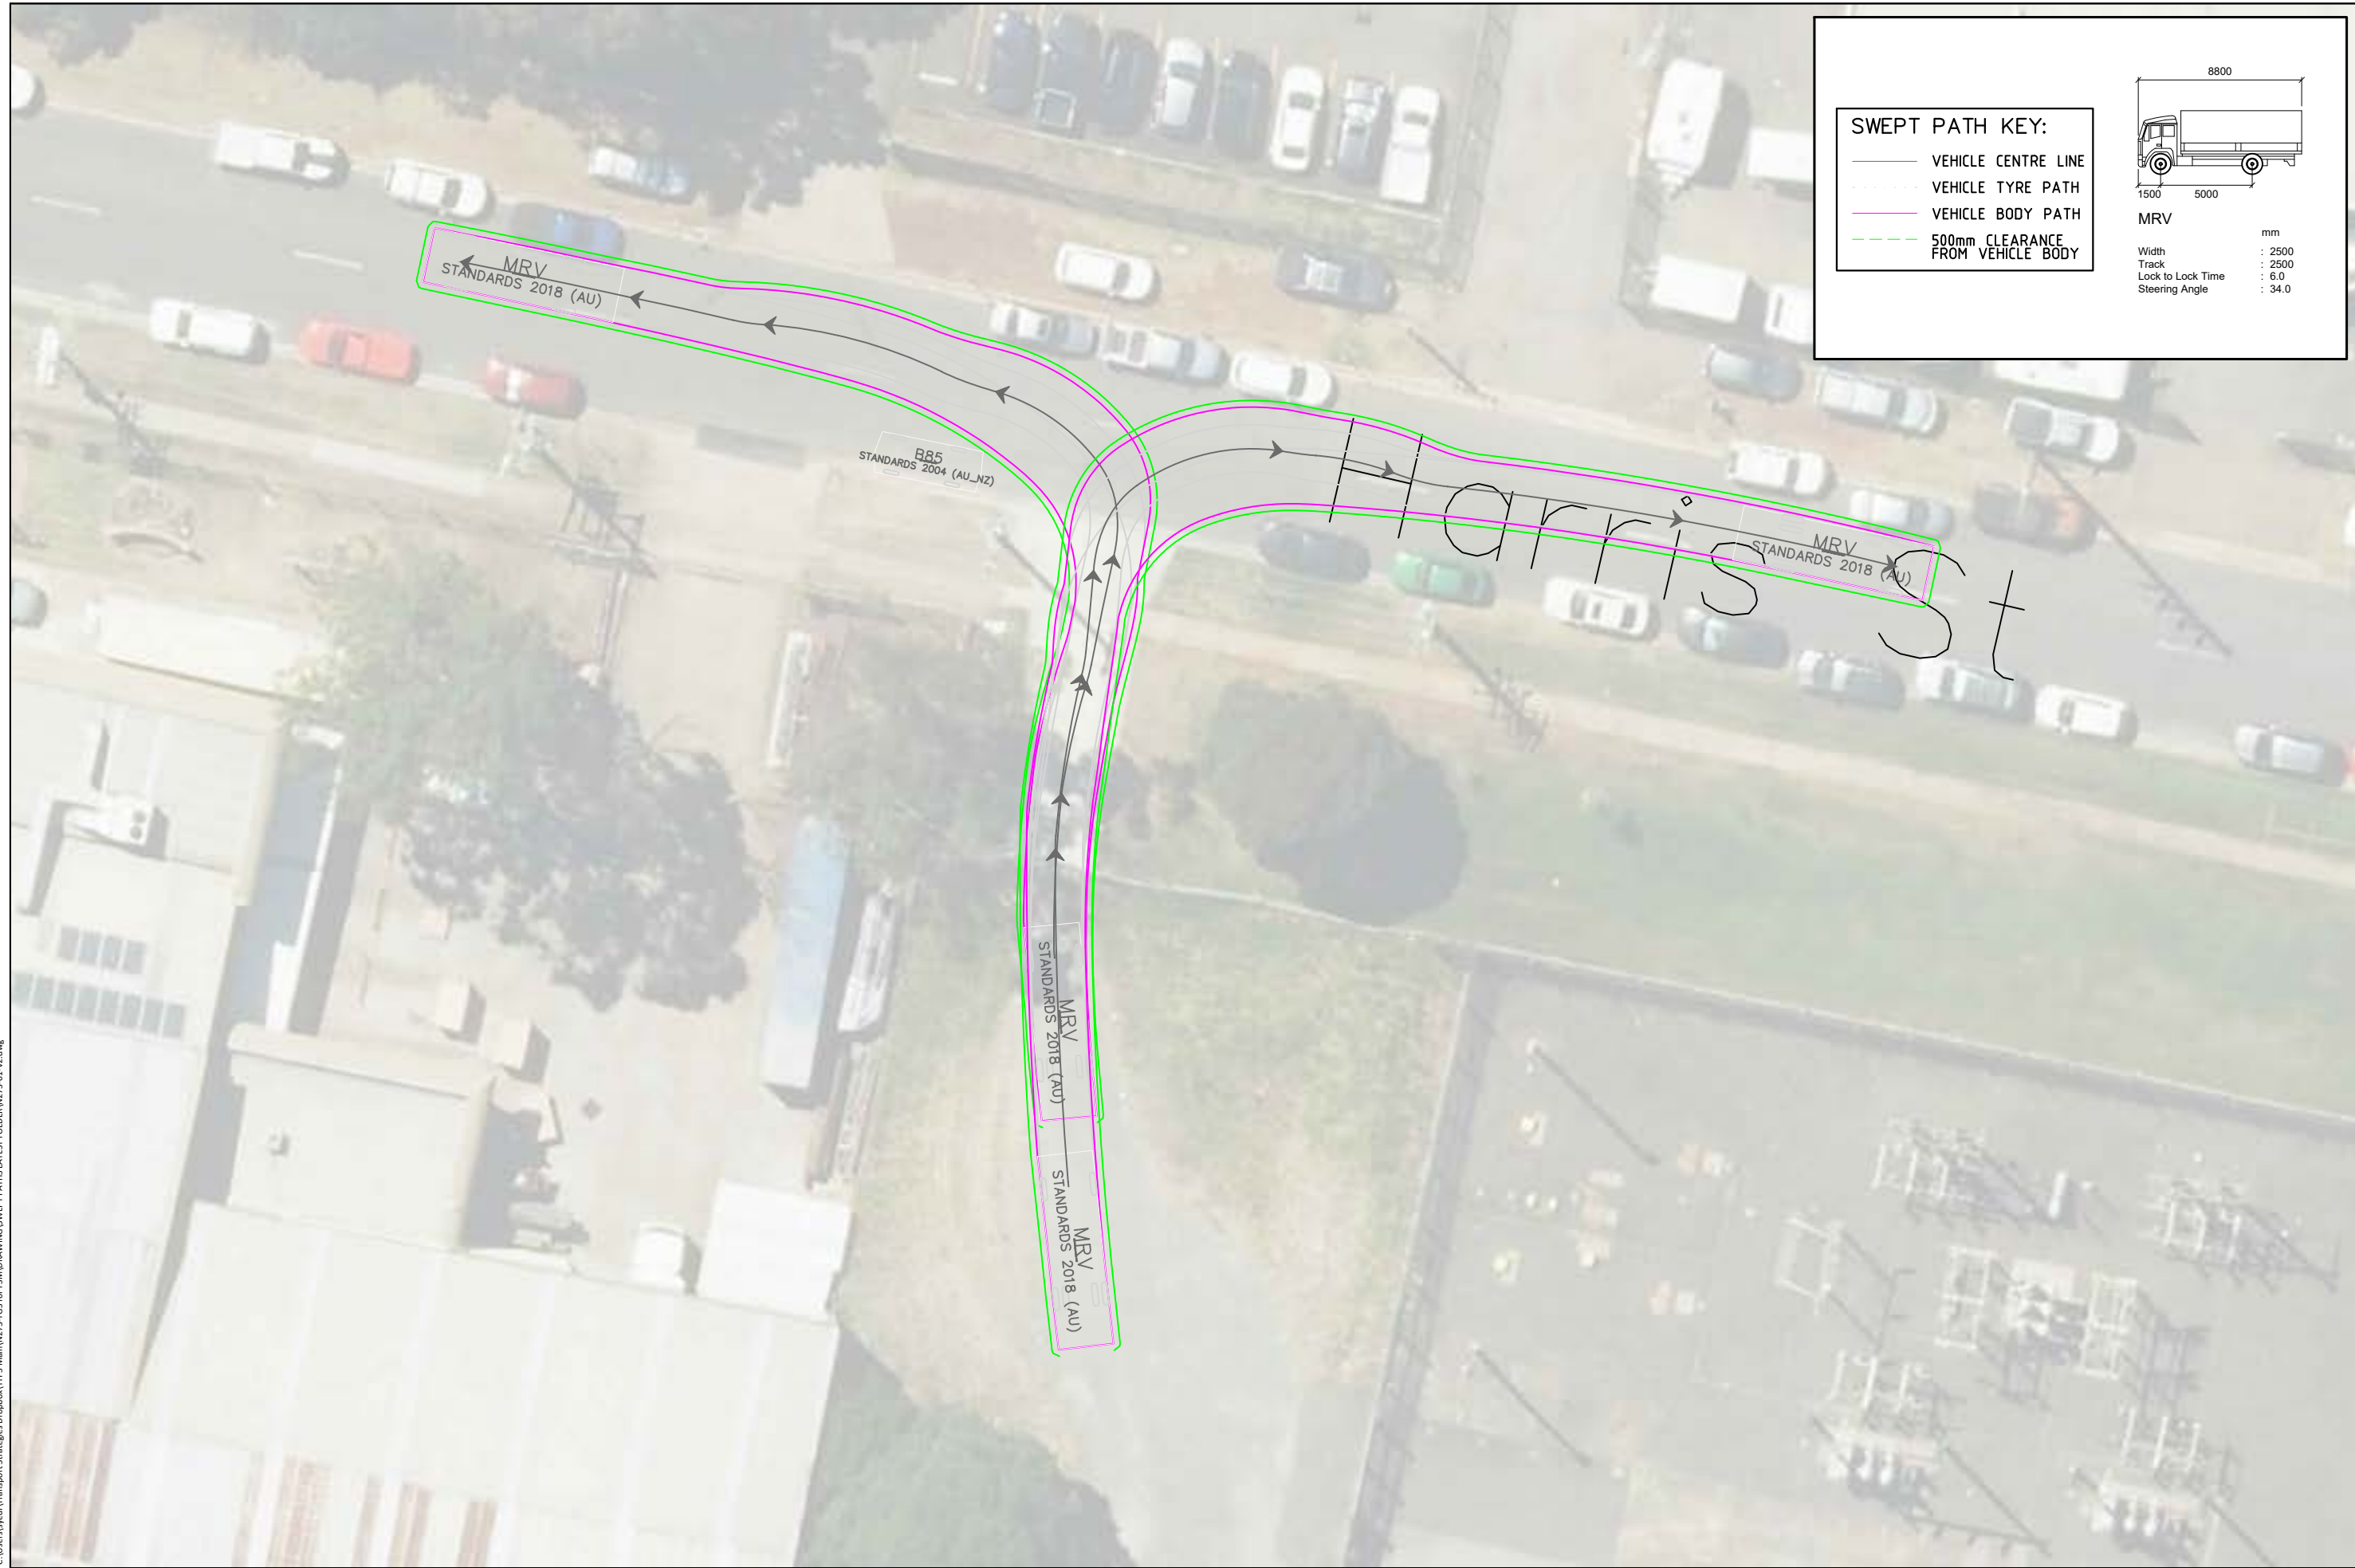 8800
SWEPT PATH KEY:
VEHICLE CENTRE LINE
VEHICLE TYRE PATH
VEHICLE BODY PATH
500mm CLEARANCE
FROM VEHICLE BODY
1500 5000
MRV
mm
Width : 2500
Track : 2500
Lock to Lock Time : 6.0
Steering Angle : 34.0
MRV
STANDARDS 2018 (AU)
B85
STANDARDS 2004 (AU_NZ)
Harris St
MRV
STANDARDS 2018 (AU)
MRV
STANDARDS 2018 (AU)
MRV
STANDARDS 2018 (AU)